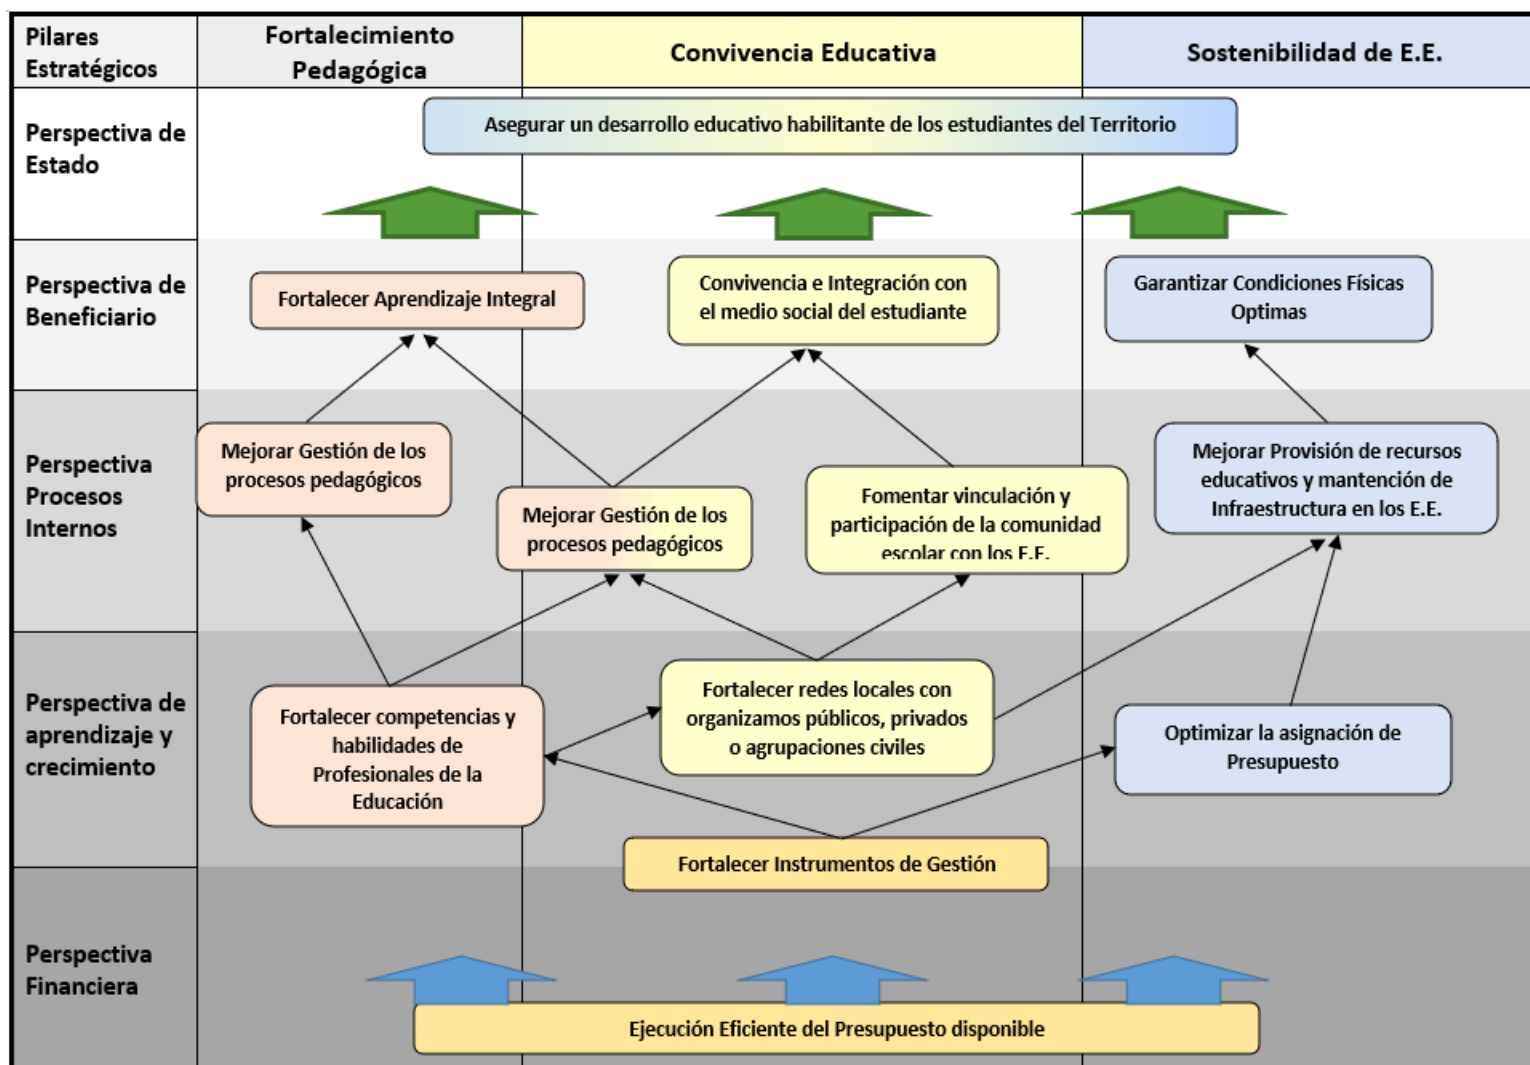 Pilares
Estratégicos
Fortalecimiento
Pedagógica
Convivencia Educativa
Sostenibilidad de E.E.
Perspectiva de
Estado
Asegurar un desarrollo educativo habilitante de los estudiantes del Territorio
Perspectiva de
Beneficiario
Fortalecer Aprendizaje Integral
Convivencia e Integración con
el medio social del estudiante
Garantizar Condiciones Físicas
Optimas
Perspectiva
Procesos
Internos
Mejorar Gestión de los
procesos pedagógicos
Mejorar Gestión de los
procesos pedagógicos
Fomentar vinculación y
participación de la comunidad
escolar con los E.E.
Mejorar Provisión de recursos
educativos y mantención de
Infraestructura en los E.E.
Perspectiva de
aprendizaje y
crecimiento
Fortalecer competencias y
habilidades de
Profesionales de la
Educación
Fortalecer redes locales con
organizamos públicos, privados
o agrupaciones civiles
Optimizar la asignación de
Presupuesto
Fortalecer Instrumentos de Gestión
Perspectiva
Financiera
Ejecución Eficiente del Presupuesto disponible